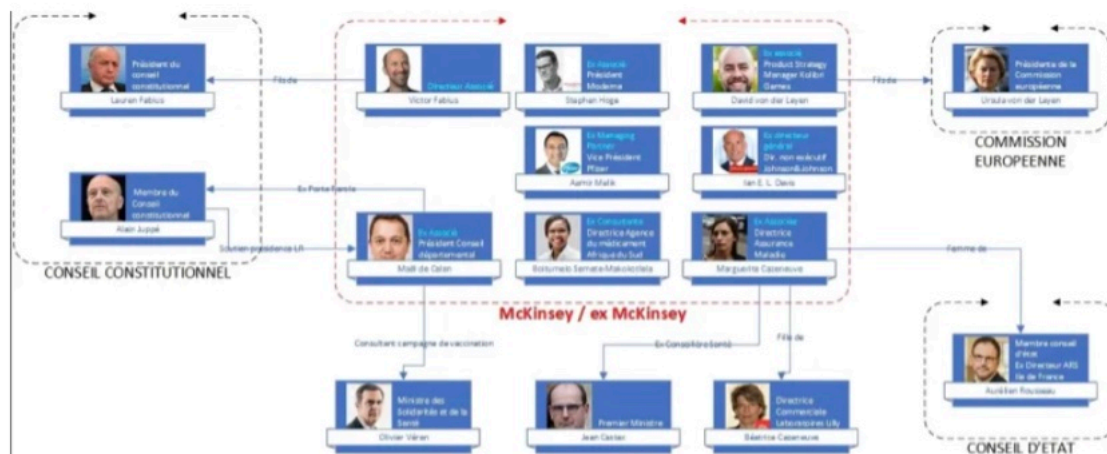 Président du
conseil
constitutionnel
Lauren Fabius
Fils de
Directeur Associé
Victor Fabius
Ex Associé
Président
Moderna
Stephen Hoge
Ex associé
Product Strategy
Manager Kolibri
Games
David von der Leyen
Fils de
Présidente de la
Commission
européenne
Ursula von der Leyen
COMMISSION
EUROPEENNE
Ex Managing
Partner
Vice Président
Pfizer
Aamir Malik
Ex directeur
général
Dir. non exécutif
Johnson&Johnson
Ian E. L. Davis
Membre du
Conseil
constitutionnel
Alain Juppé
Ex Porte Parole
Soutien présidence LR
CONSEIL CONSTITUTIONNEL
Ex Associé
Président Conseil
départemental
Maël de Calan
Ex Consultante
Directrice Agence
du médicament
Afrique du Sud
Ex Associée
Directrice
Assurance
Maladie
Marguerite Cazeneuve
Femme de
McKinsey / ex McKinsey
Consultant campagne de vaccination
Ex Conseillère Santé
Fille de
Ministre des
Solidarités et de la
Santé
Olivier Véran
Premier Ministre
Jean Castex
Directrice
Commerciale
Laboratoires Lilly
Béatrice Cazeneuve
Membre conseil
d'état
Ex Directeur ARS
Ile de France
Aurélien Rousseau
CONSEIL D'ETAT